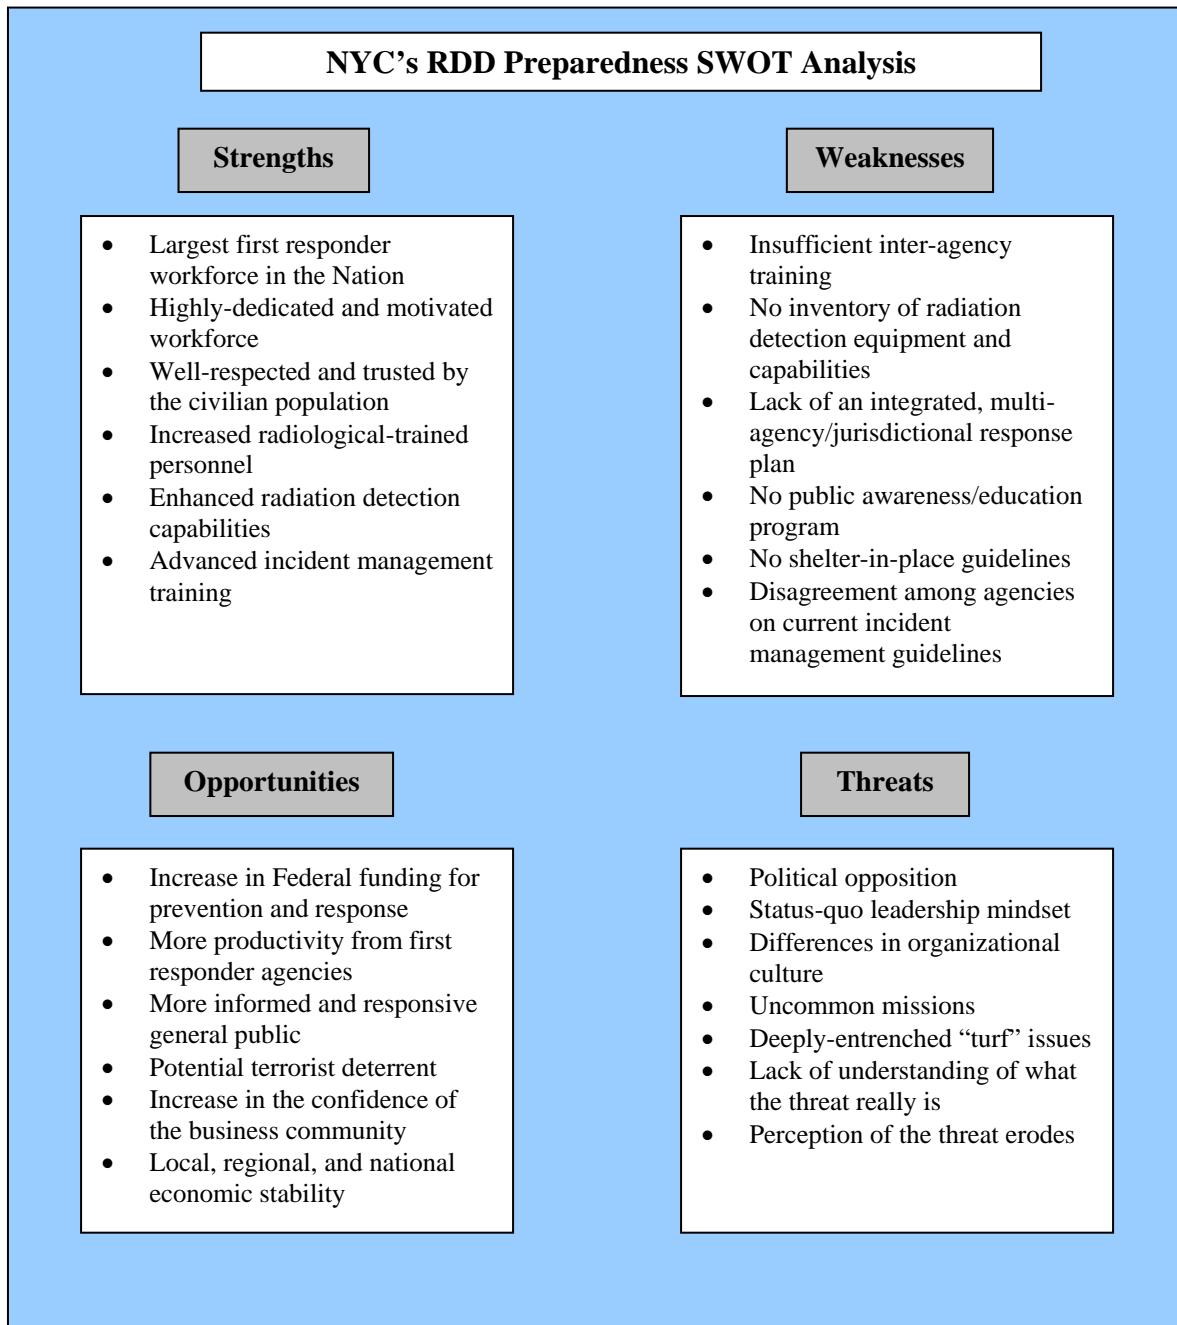 NYC’s RDD Preparedness SWOT Analysis
Strengths
• Largest first responder
workforce in the Nation
• Highly-dedicated and motivated
workforce
• Well-respected and trusted by
the civilian population
• Increased radiological-trained
personnel
• Enhanced radiation detection
capabilities
• Advanced incident management
training
Weaknesses
• Insufficient inter-agency
training
• No inventory of radiation
detection equipment and
capabilities
• Lack of an integrated, multi-
agency/jurisdictional response
plan
• No public awareness/education
program
• No shelter-in-place guidelines
• Disagreement among agencies
on current incident
management guidelines
Opportunities
• Increase in Federal funding for
prevention and response
• More productivity from first
responder agencies
• More informed and responsive
general public
• Potential terrorist deterrent
• Increase in the confidence of
the business community
• Local, regional, and national
economic stability
Threats
• Political opposition
• Status-quo leadership mindset
• Differences in organizational
culture
• Uncommon missions
• Deeply-entrenched “turf” issues
• Lack of understanding of what
the threat really is
• Perception of the threat erodes